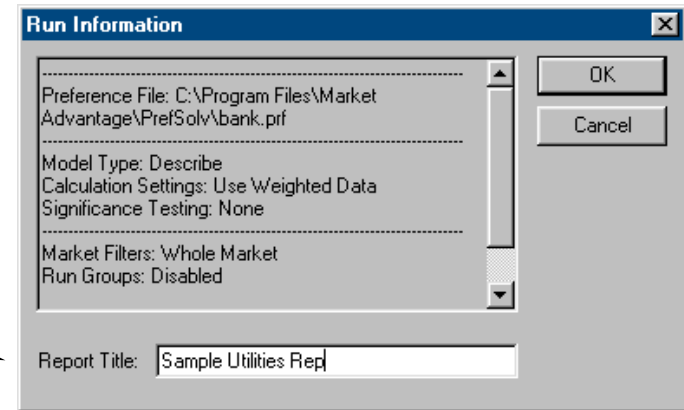 Run Information
OK
Cancel
--------------------------------------------------------------------------------
Preference File: C:\Program Files\Market
Advantage\PrefSolv\bank.prf
--------------------------------------------------------------------------------
Model Type: Describe
Calculation Settings: Use Weighted Data
Significance Testing: None
--------------------------------------------------------------------------------
Market Filters: Whole Market
Run Groups: Disabled
Report Title: Sample Utilities Rep